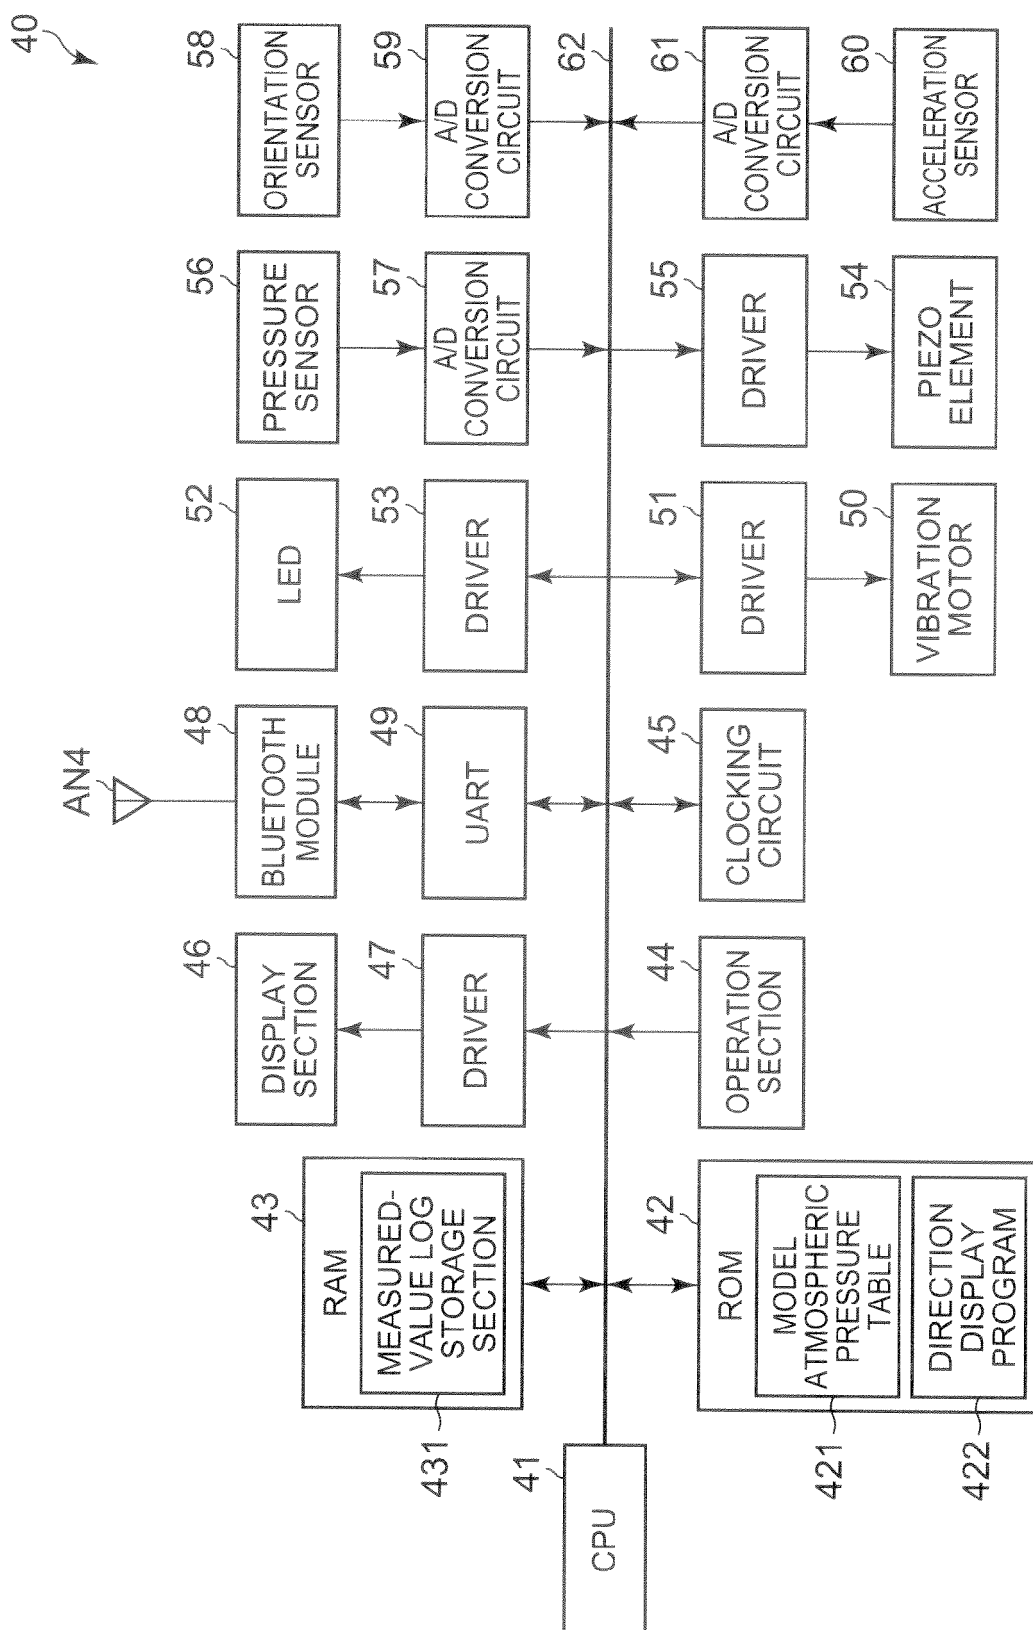 40
41
CPU
43
RAM
MEASURED-
VALUE LOG
STORAGE
SECTION
431
42
ROM
MODEL
ATMOSPHERIC
PRESSURE
TABLE
421
DIRECTION
DISPLAY
PROGRAM
422
46
DISPLAY
SECTION
47
DRIVER
44
OPERATION
SECTION
AN4
48
BLUETOOTH
MODULE
49
UART
45
CLOCKING
CIRCUIT
52
LED
53
DRIVER
51
DRIVER
50
VIBRATION
MOTOR
56
PRESSURE
SENSOR
57
A/D
CONVERSION
CIRCUIT
55
DRIVER
54
PIEZO
ELEMENT
58
ORIENTATION
SENSOR
59
A/D
CONVERSION
CIRCUIT
62
61
A/D
CONVERSION
CIRCUIT
60
ACCELERATION
SENSOR